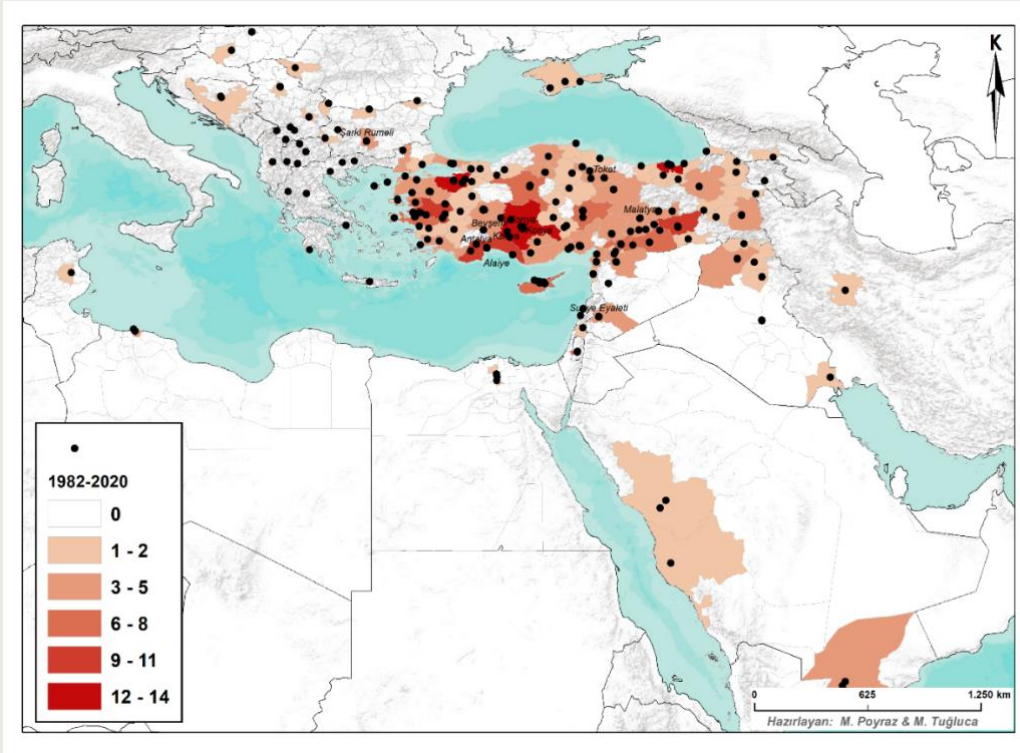 K
Şarki Rumeli
Tokat
Malatya
Beyşehir
Antalya
Alaiye
Suriye Eyaleti
1982-2020
0
1 - 2
3 - 5
6 - 8
9 - 11
12 - 14
0 625 1.250 km
Hazırlayan: M. Poyraz & M. Tuğluca